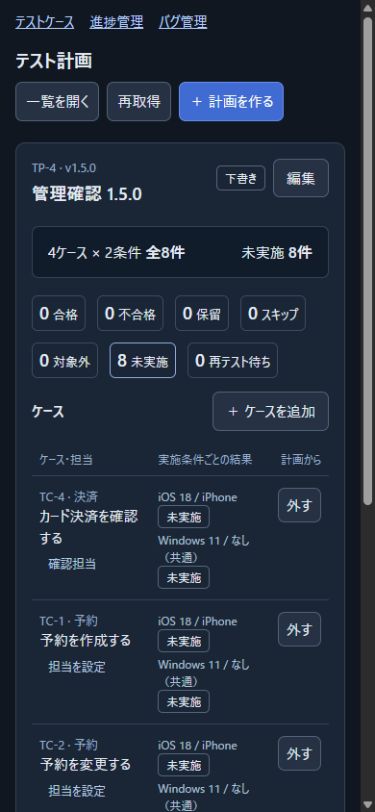 テストケース 進捗管理 バグ管理
テスト計画
一覧を開く 再取得 + 計画を作る
TP-4 · v1.5.0
管理確認 1.5.0
下書き 編集
4ケース × 2条件 全8件 未実施 8件
0 合格 0 不合格 0 保留 0 スキップ
0 対象外 8 未実施 0 再テスト待ち
ケース + ケースを追加
ケース・担当 実施条件ごとの結果 計画から
TC-4 · 決済
カード決済を確認
する
確認担当
iOS 18 / iPhone
未実施
Windows 11 / なし
（共通）
未実施
外す
TC-1 · 予約
予約を作成する
担当を設定
iOS 18 / iPhone
未実施
Windows 11 / なし
（共通）
未実施
外す
TC-2 · 予約
予約を変更する
担当を設定
iOS 18 / iPhone
未実施
Windows 11 / なし
（共通）
外す